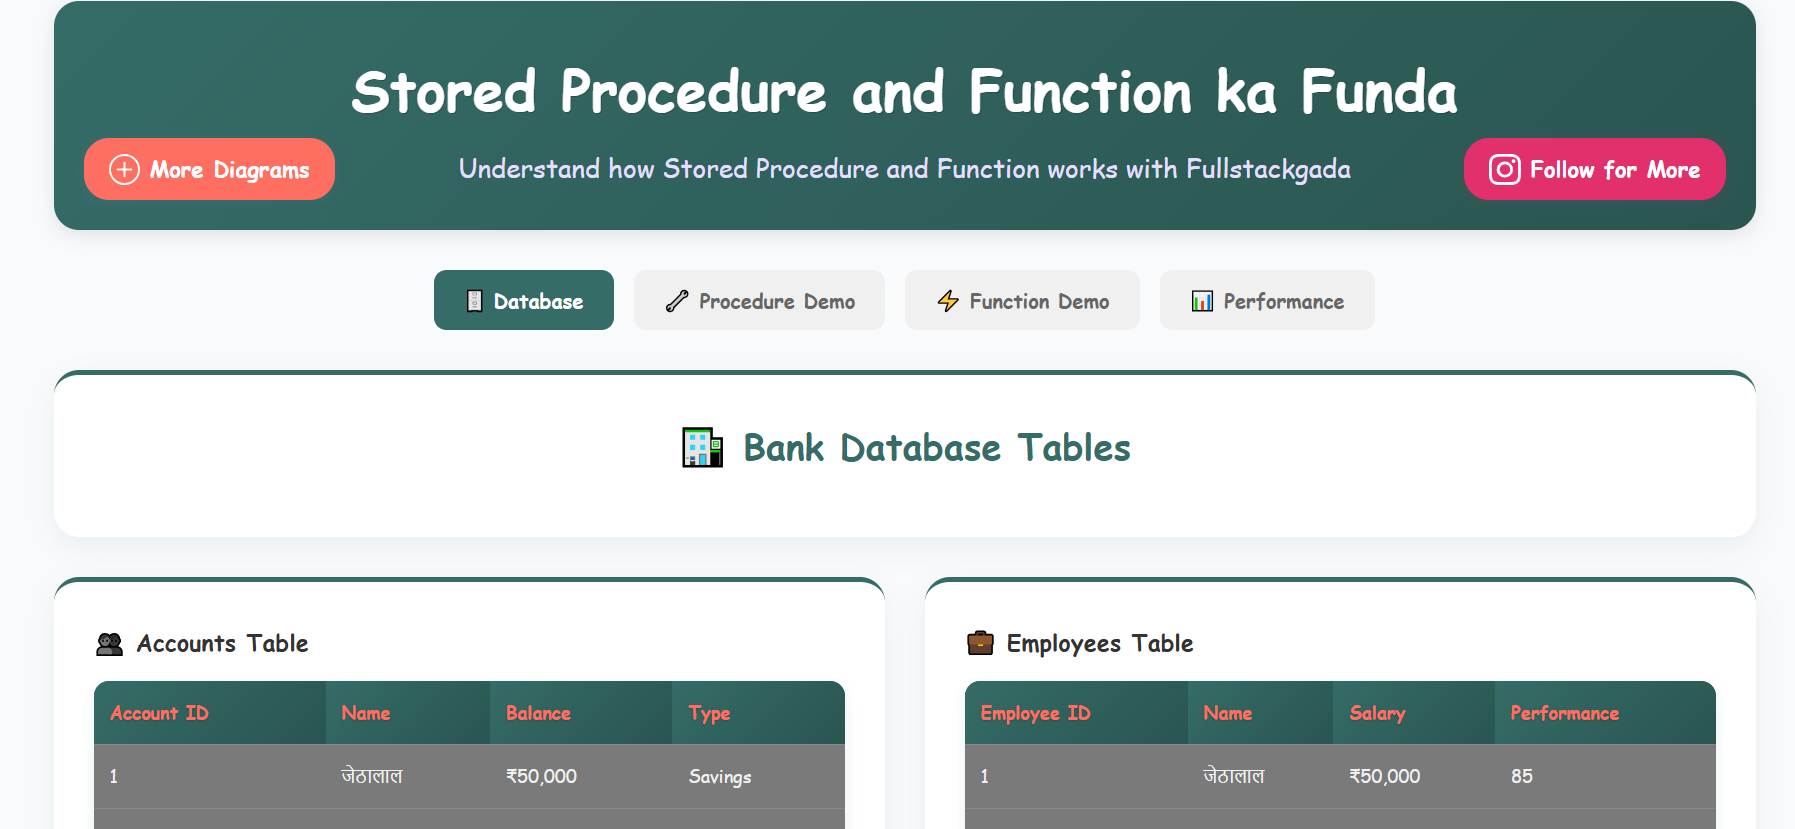 Stored Procedure and Function ka Funda
More Diagrams
Understand how Stored Procedure and Function works with Fullstackgada
Follow for More
Database
Procedure Demo
Function Demo
Performance
Bank Database Tables
Accounts Table
Account ID Name Balance Type
1 जेठालाल ₹50,000 Savings
Employees Table
Employee ID Name Salary Performance
1 जेठालाल ₹50,000 85